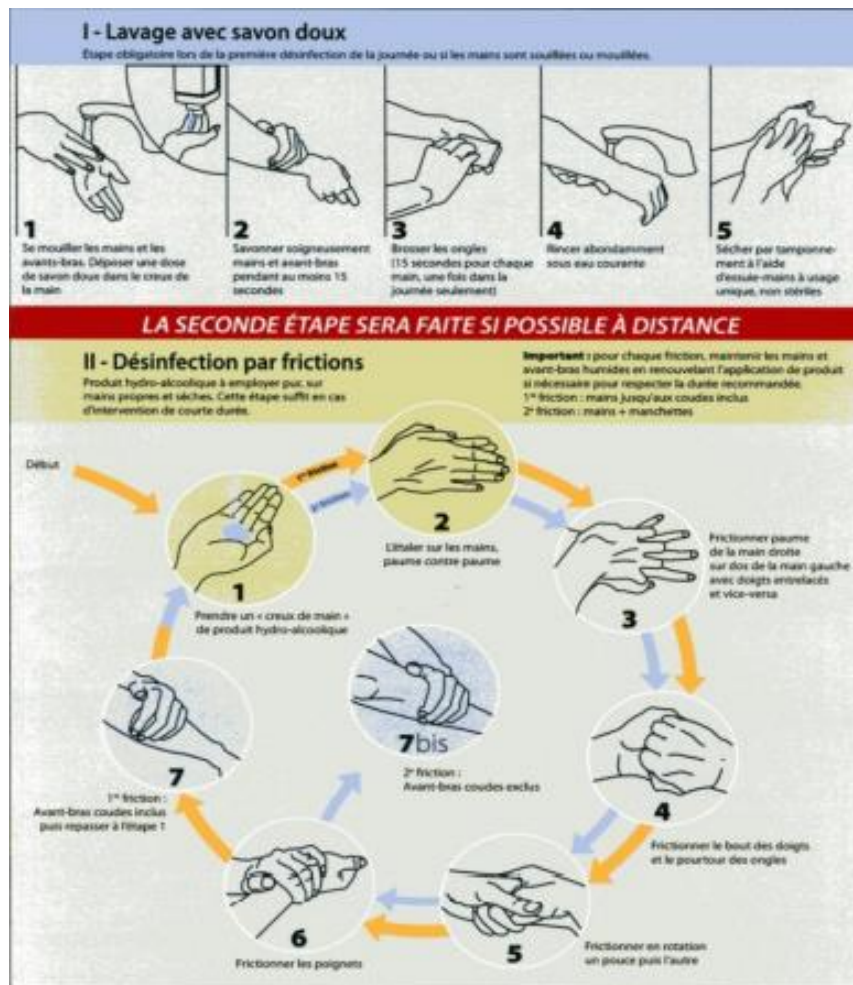 I - Lavage avec savon doux
Étape obligatoire lors de la première désinfection de la journée ou si les mains sont souillées ou mouillées.
1
Se mouiller les mains et les
avants-bras. Déposer une dose
de savon doux dans le creux de
la main
2
Savonner soigneusement
mains et avant-bras
pendant au moins 15
secondes
3
Brosser les ongles
(15 secondes pour chaque
main, une fois dans la
journée seulement)
4
Rincer abondamment
sous eau courante
5
Sécher par tamponne-
ment à l'aide
d'essuie-mains à usage
unique, non stériles
LA SECONDE ÉTAPE SERA FAITE SI POSSIBLE À DISTANCE
II - Désinfection par frictions
Produit hydro-alcoolique à employer pur, sur
mains propres et sèches. Cette étape suffit en cas
d'intervention de courte durée.
Important : pour chaque friction, maintenir les mains et
avant-bras humides en renouvelant l'application de produit
si nécessaire pour respecter la durée recommandée.
1re friction : mains jusqu'aux coudes inclus
2e friction : mains + manchettes
Début
1re friction
2e friction
1
Prendre un « creux de main »
de produit hydro-alcoolique
2
L'étaler sur les mains,
paume contre paume
3
Frictionner paume
de la main droite
sur dos de la main gauche
avec doigts entrelacés
et vice-versa
4
Frictionner le bout des doigts
et le pourtour des ongles
5
Frictionner en rotation
un pouce puis l'autre
6
Frictionner les poignets
7
1re friction :
Avant-bras coudes inclus
puis repasser à l'étape 1
7bis
2e friction :
Avant-bras coudes exclus